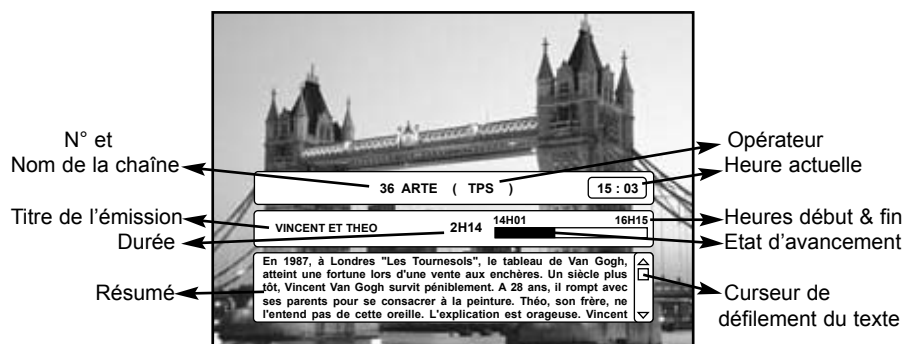 N° et
Nom de la chaîne
Opérateur
Heure actuelle
36 ARTE ( TPS )
15 : 03
Titre de l'émission
Durée
VINCENT ET THEO
2H14
14H01
16H15
Heures début & fin
Etat d'avancement
Résumé
En 1987, à Londres "Les Tournesols", le tableau de Van Gogh,
atteint une fortune lors d'une vente aux enchères. Un siècle plus
tôt, Vincent Van Gogh survit péniblement. A 28 ans, il rompt avec
ses parents pour se consacrer à la peinture. Théo, son frère, ne
l'entend pas de cette oreille. L'explication est orageuse. Vincent
Curseur de
défilement du texte